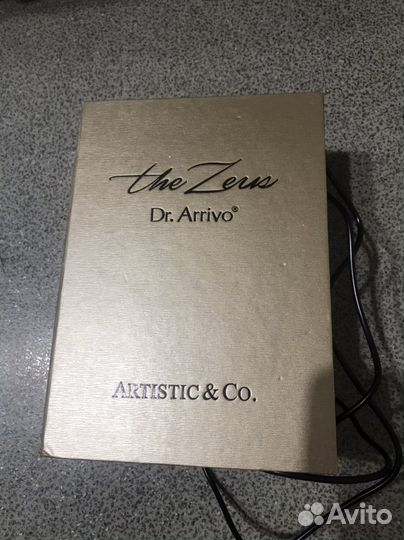 the Zeus
Dr. Arrivo®
ARTISTIC & CO.
Avito